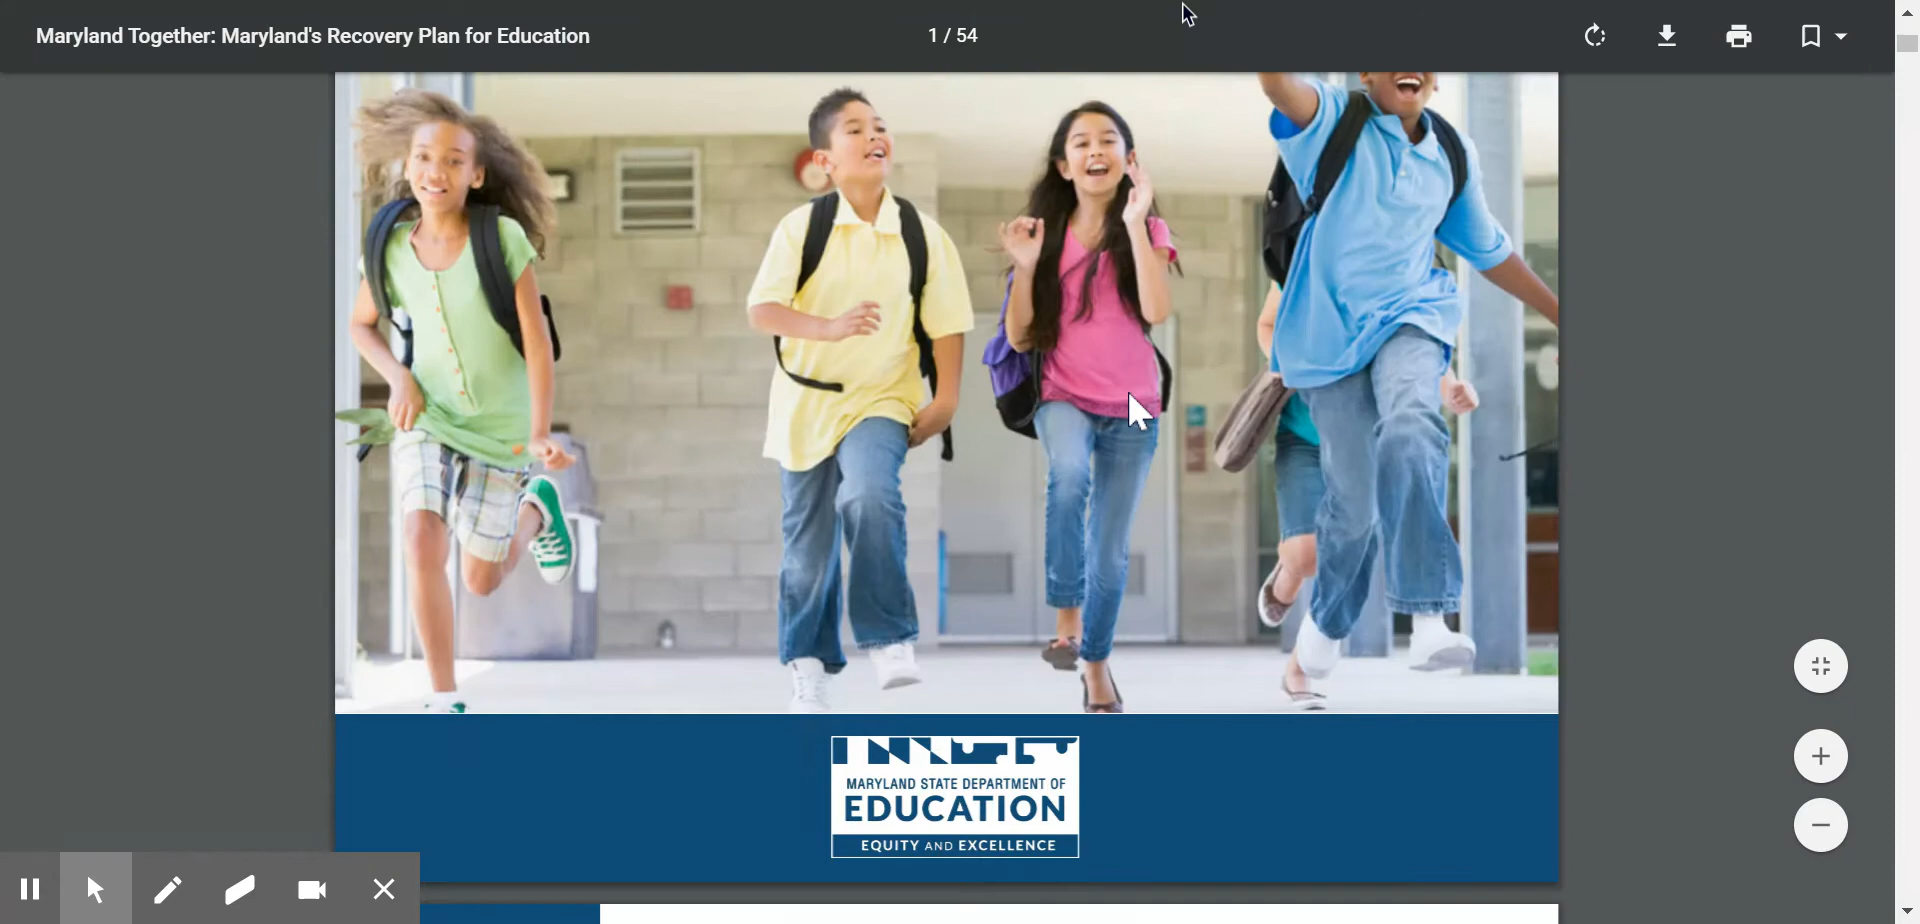 Maryland Together: Maryland's Recovery Plan for Education
1 / 54
MARYLAND STATE DEPARTMENT OF
EDUCATION
EQUITY AND EXCELLENCE